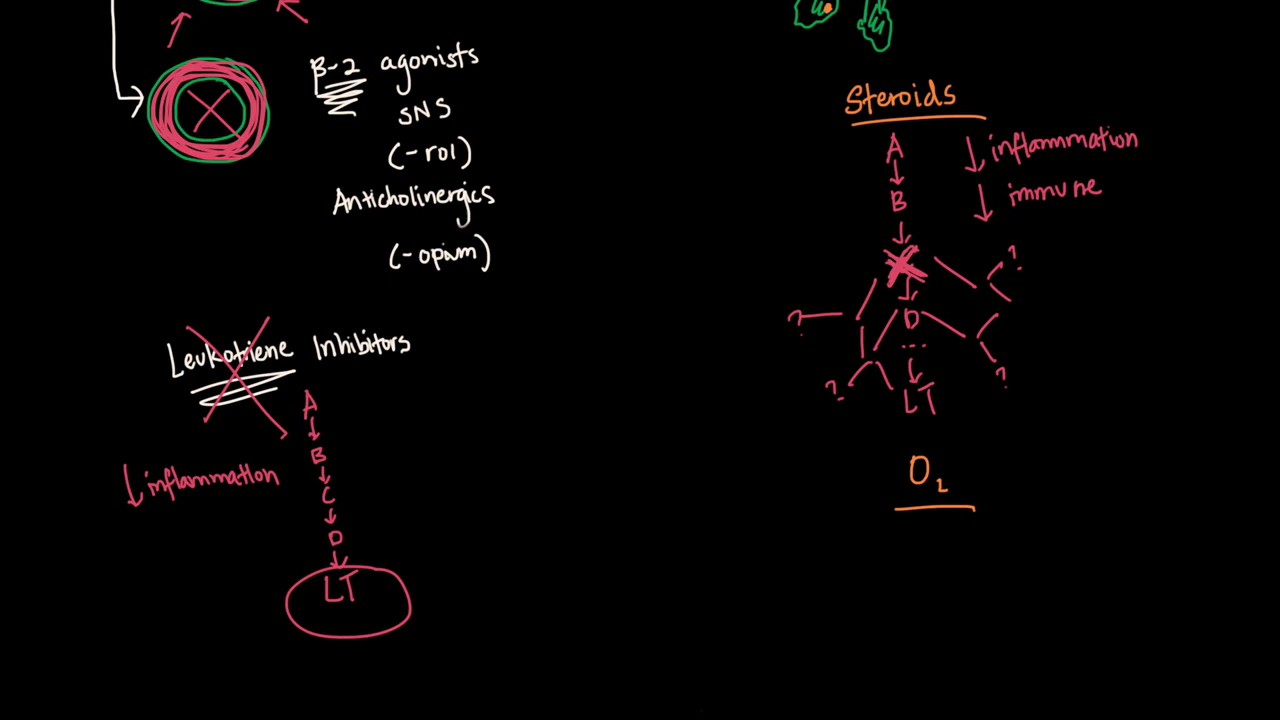 B-2 agonists
SNS
(-rol)
Anticholinergics
(-opium)
Leukotriene Inhibitors
A
B
C
D
LT
↓ inflammation
Steroids
A
B
↓ inflammation
↓ immune
?
?
D
...
?
?
LT
O2